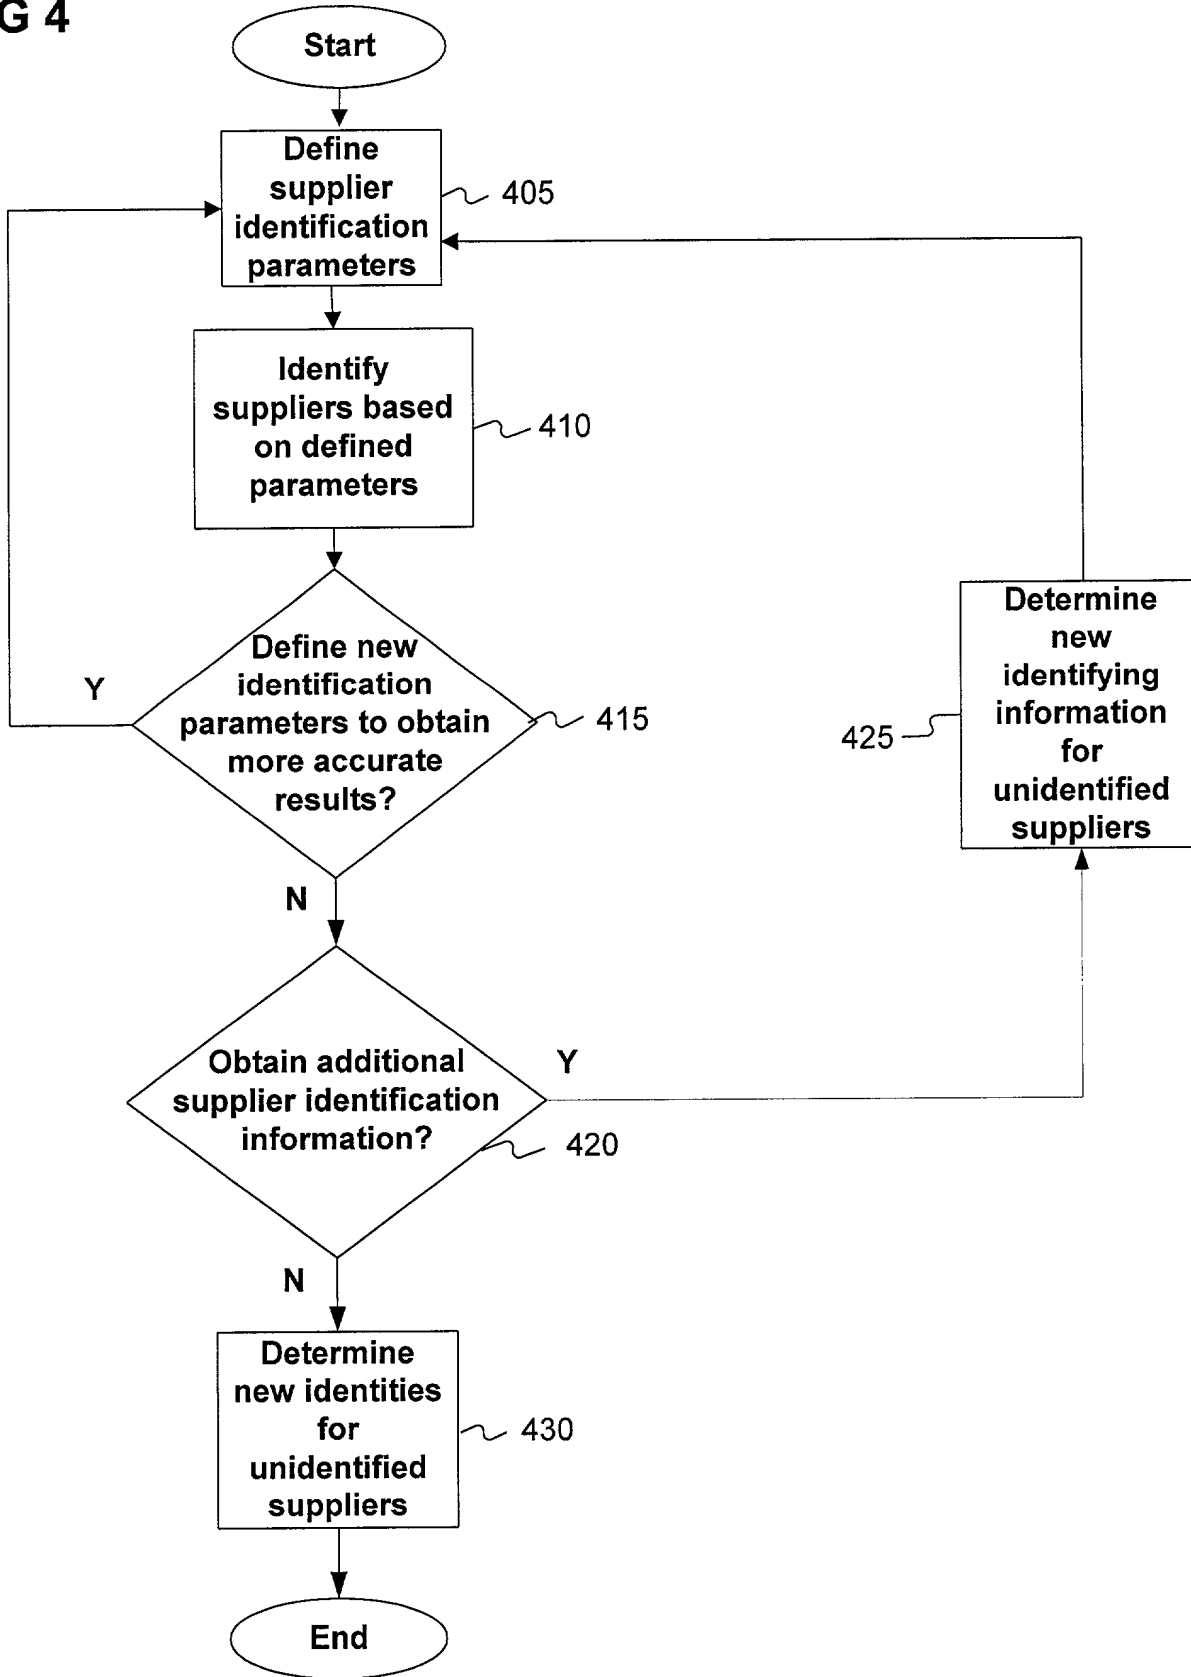 G 4
Start
Define
supplier
identification
parameters
405
Identify
suppliers based
on defined
parameters
410
Define new
identification
parameters to obtain
more accurate
results?
415
Y
N
Determine
new
identifying
information
for
unidentified
suppliers
425
Obtain additional
supplier identification
information?
420
Y
N
Determine
new identities
for
unidentified
suppliers
430
End